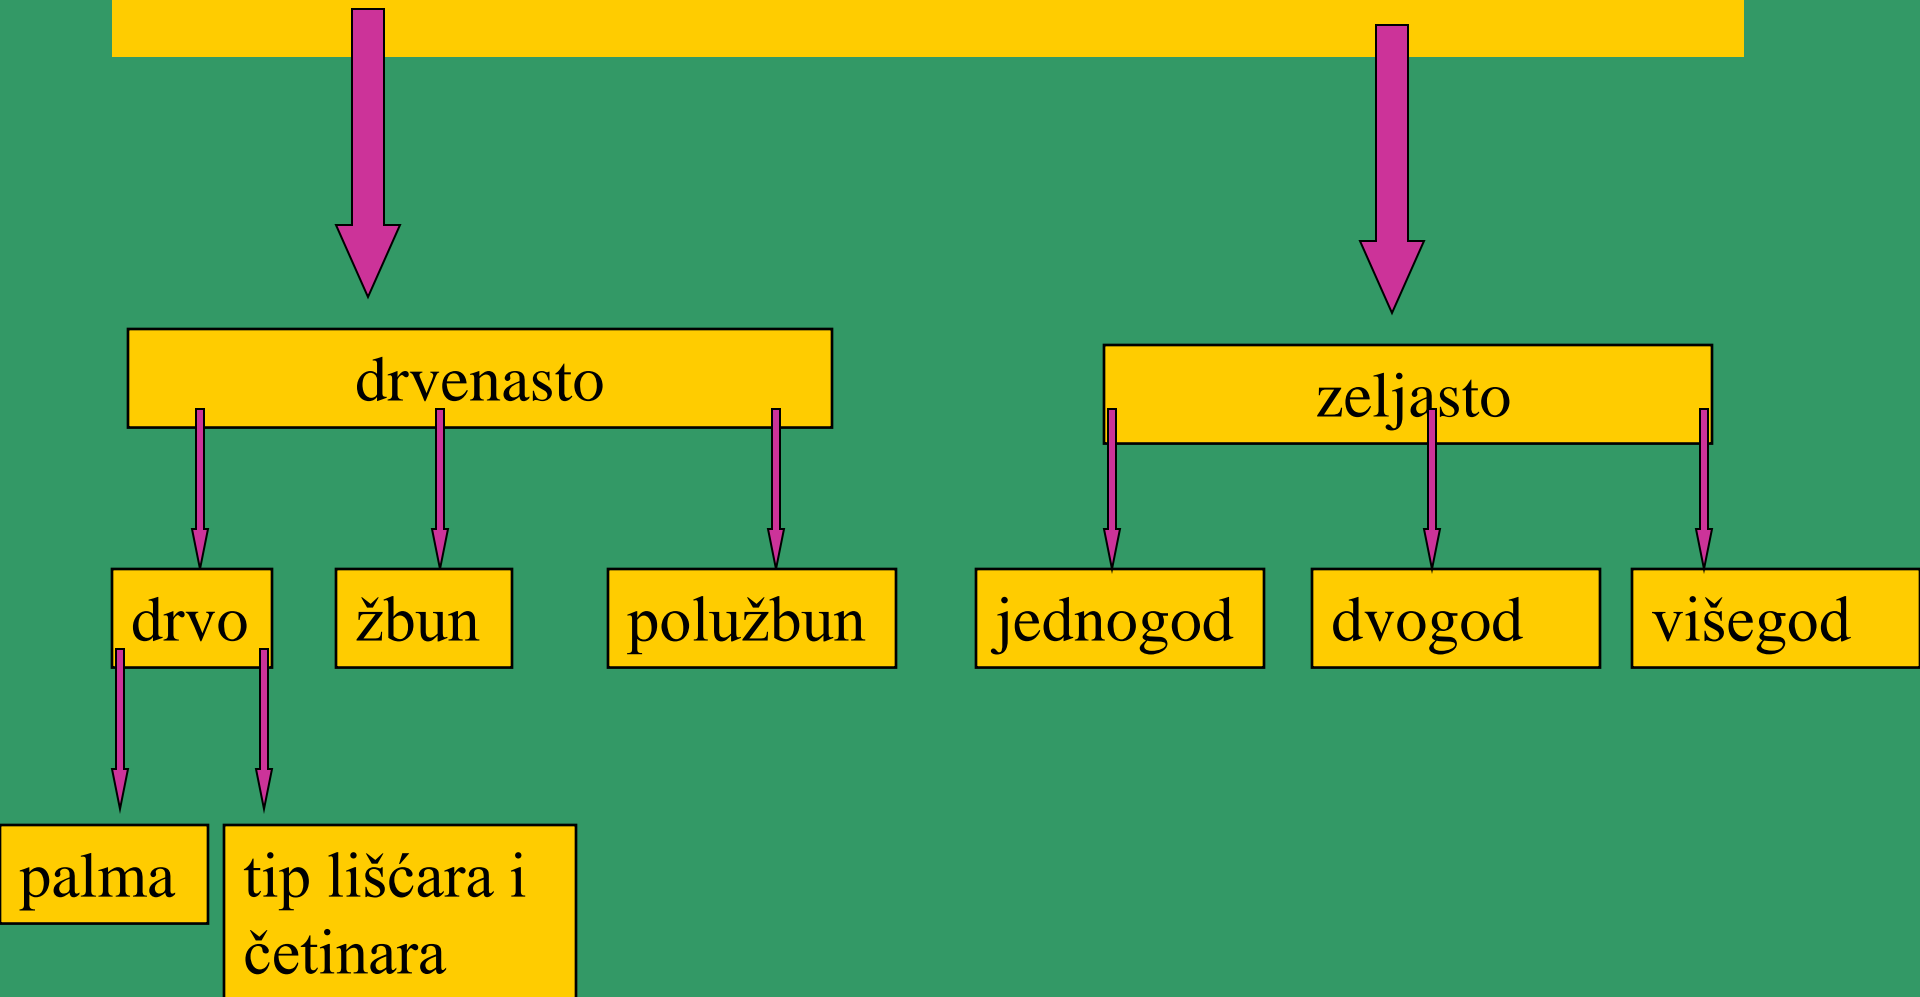 drvenasto
zeljasto
drvo
žbun
polužbun
jednogod
dvogod
višegod
palma
tip lišćara i
četinara